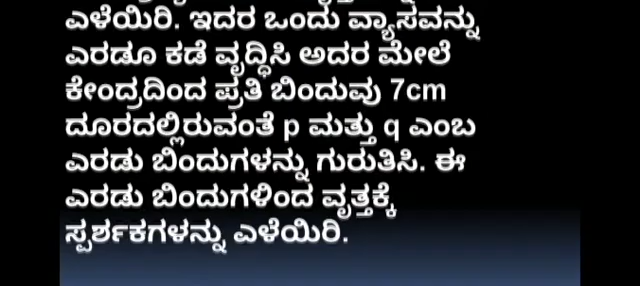 ಎಳೆಯಿರಿ. ಇದರ ಒಂದು ವ್ಯಾಸವನ್ನು
ಎರಡೂ ಕಡೆ ವೃದ್ಧಿಸಿ ಅದರ ಮೇಲೆ
ಕೇಂದ್ರದಿಂದ ಪ್ರತಿ ಬಿಂದುವು 7cm
ದೂರದಲ್ಲಿರುವಂತೆ p ಮತ್ತು q ಎಂಬ
ಎರಡು ಬಿಂದುಗಳನ್ನು ಗುರುತಿಸಿ. ಈ
ಎರಡು ಬಿಂದುಗಳಿಂದ ವೃತ್ತಕ್ಕೆ
ಸ್ಪರ್ಶಕಗಳನ್ನು ಎಳೆಯಿರಿ.